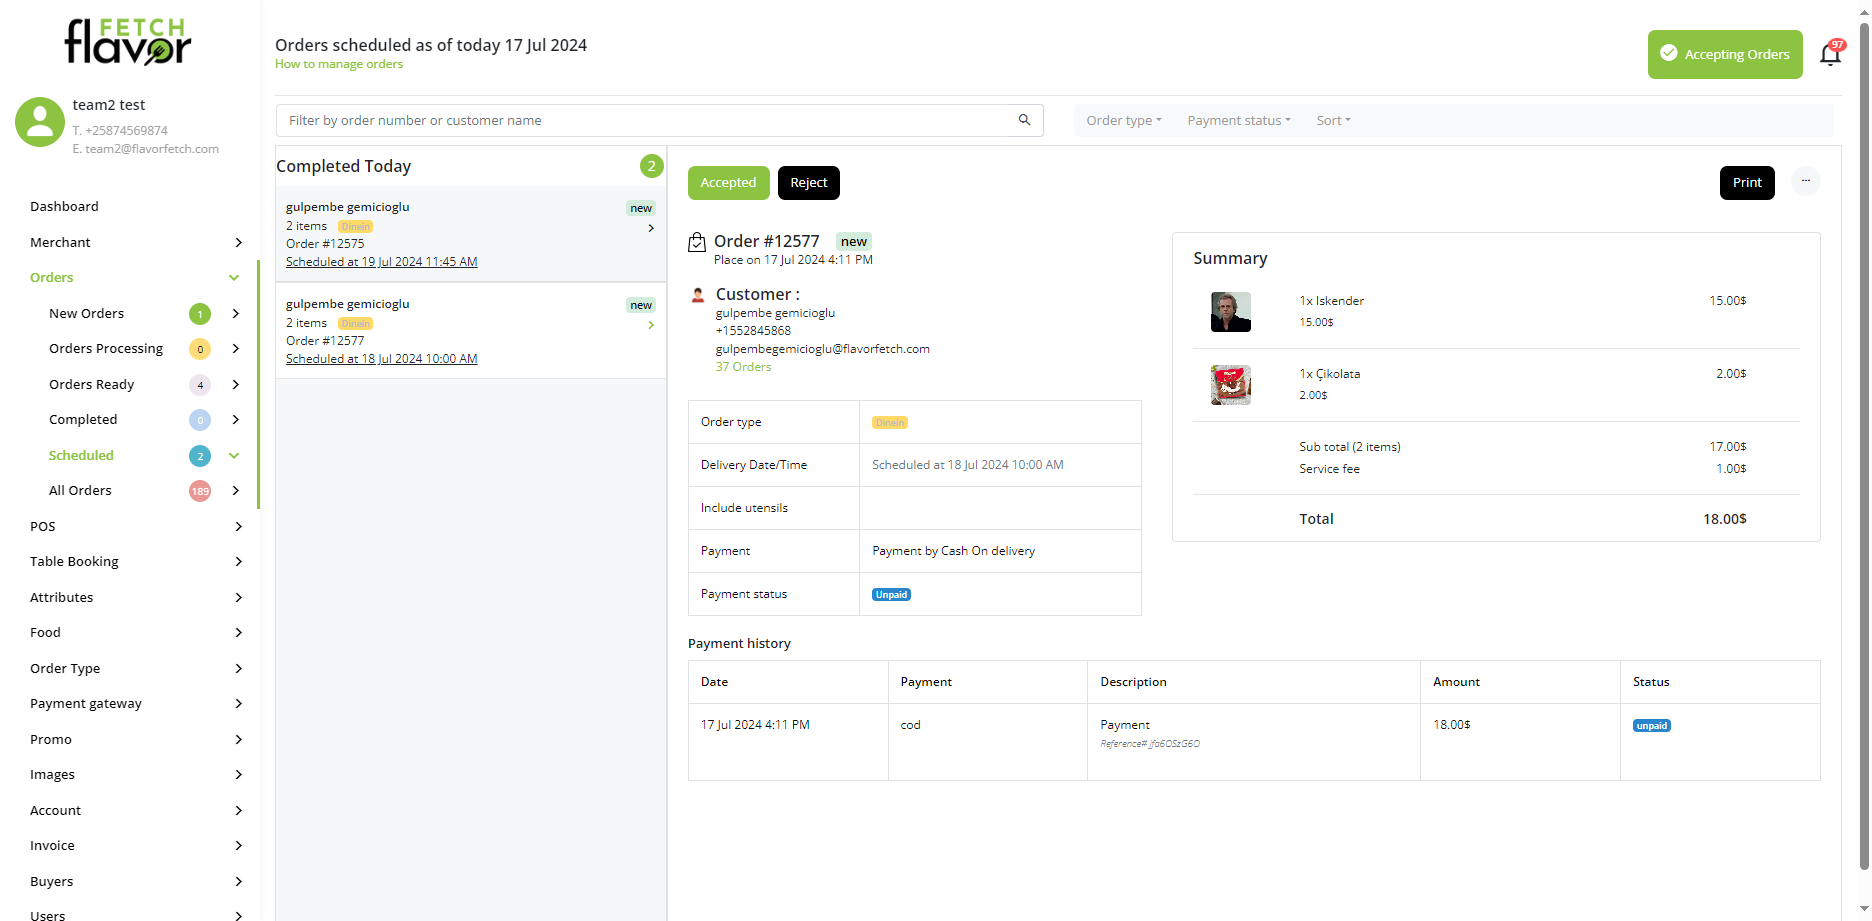 FETCH
flavor
team2 test
T. +25874569874
E. team2@flavorfetch.com
Dashboard
Merchant
Orders
New Orders 1
Orders Processing 0
Orders Ready 4
Completed 0
Scheduled 2
All Orders 189
POS
Table Booking
Attributes
Food
Order Type
Payment gateway
Promo
Images
Account
Invoice
Buyers
Users
Orders scheduled as of today 17 Jul 2024
How to manage orders
Accepting Orders
97
Filter by order number or customer name
Order type Payment status Sort
Completed Today 2
gulpembe gemicioglu new
2 items Dinein
Order #12575
Scheduled at 19 Jul 2024 11:45 AM
gulpembe gemicioglu new
2 items Dinein
Order #12577
Scheduled at 18 Jul 2024 10:00 AM
Accepted Reject Print ...
Order #12577 new
Place on 17 Jul 2024 4:11 PM
Customer :
gulpembe gemicioglu
+1552845868
gulpembegemicioglu@flavorfetch.com
37 Orders
Order type Dinein
Delivery Date/Time Scheduled at 18 Jul 2024 10:00 AM
Include utensils
Payment Payment by Cash On delivery
Payment status Unpaid
Summary
1x Iskender 15.00$
15.00$
1x Çikolata 2.00$
2.00$
Sub total (2 items) 17.00$
Service fee 1.00$
Total 18.00$
Payment history
Date Payment Description Amount Status
17 Jul 2024 4:11 PM cod Payment 18.00$ unpaid
Reference# jfa6OSzG6O